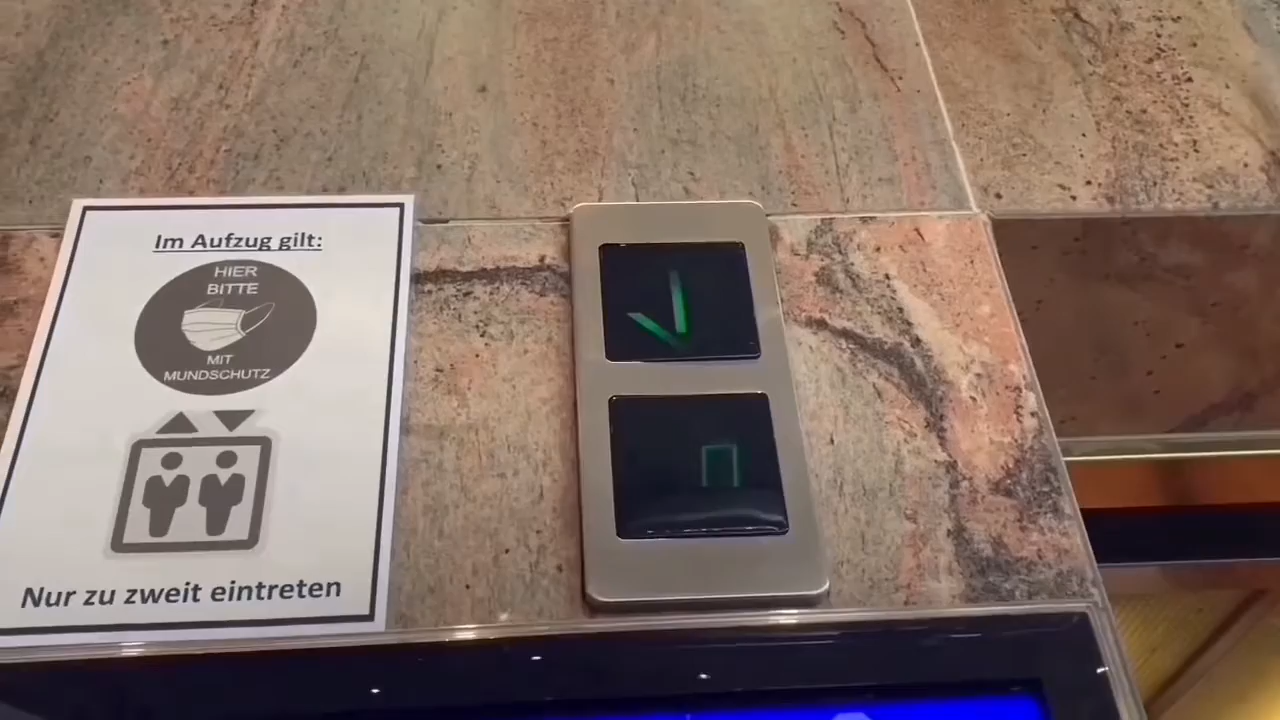 Im Aufzug gilt:
HIER
BITTE
MIT
MUNDSCHUTZ
Nur zu zweit eintreten